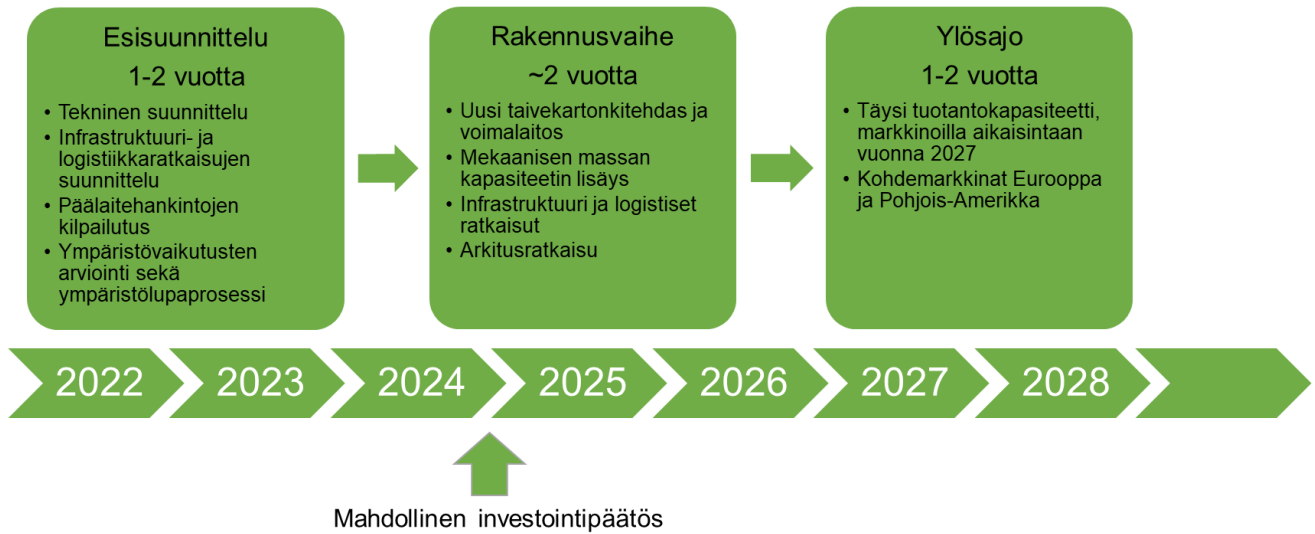 Esisuunnittelu
1-2 vuotta
• Tekninen suunnittelu
• Infrastruktuuri- ja
logistiikkaratkaisujen
suunnittelu
• Päälaitehankintojen
kilpailutus
• Ympäristövaikutusten
arviointi sekä
ympäristölupaprosessi
Rakennusvaihe
~2 vuotta
• Uusi taivekartonkitehdas ja
voimalaitos
• Mekaanisen massan
kapasiteetin lisäys
• Infrastruktuuri ja logistiset
ratkaisut
• Arkitusratkaisu
Ylösajo
1-2 vuotta
• Täysi tuotantokapasiteetti,
markkinoilla aikaisintaan
vuonna 2027
• Kohdemarkkinat Eurooppa
ja Pohjois-Amerikka
2022 2023 2024 2025 2026 2027 2028
Mahdollinen investointipäätös